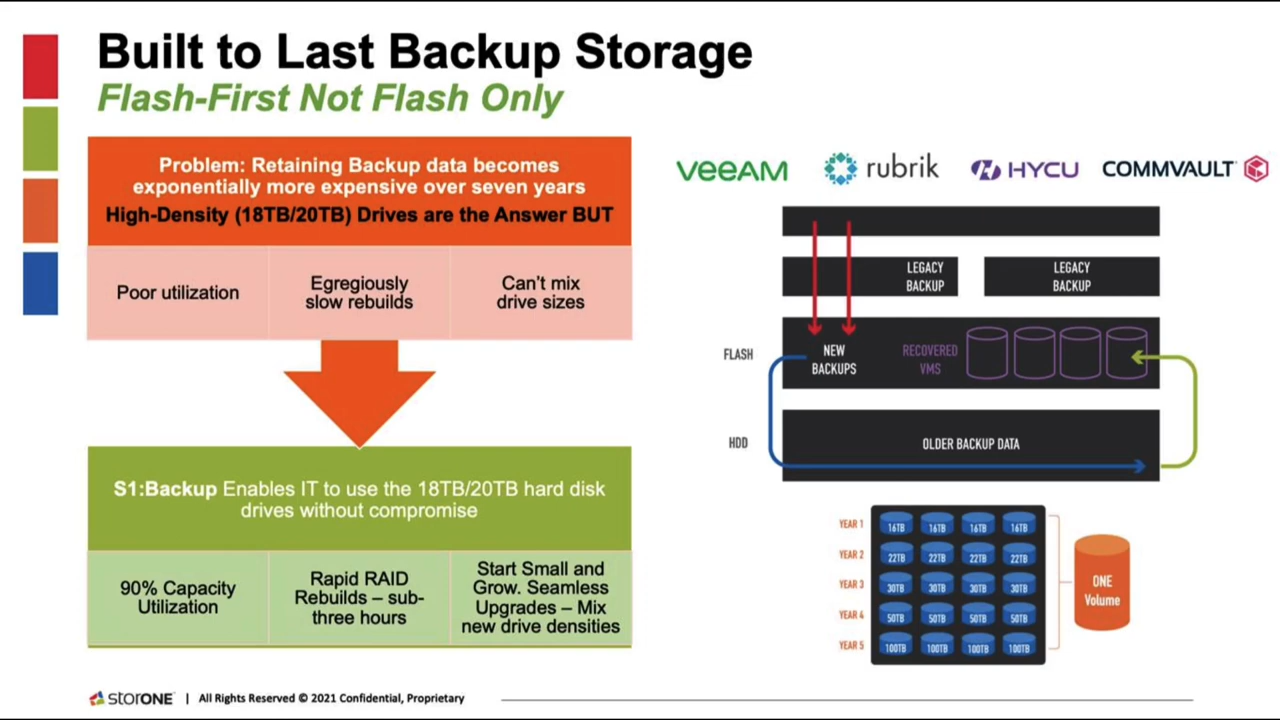 Built to Last Backup Storage
Flash-First Not Flash Only
Problem: Retaining Backup data becomes
exponentially more expensive over seven years
High-Density (18TB/20TB) Drives are the Answer BUT
Poor utilization
Egregiously
slow rebuilds
Can't mix
drive sizes
S1:Backup Enables IT to use the 18TB/20TB hard disk
drives without compromise
90% Capacity
Utilization
Rapid RAID
Rebuilds – sub-
three hours
Start Small and
Grow. Seamless
Upgrades – Mix
new drive densities
veeAM
rubrik
HYCU
COMMVAULT
LEGACY
BACKUP
LEGACY
BACKUP
FLASH
NEW
BACKUPS
RECOVERED
VMS
HDD
OLDER BACKUP DATA
YEAR 1
16TB 16TB 16TB 16TB
YEAR 2
22TB 22TB 22TB 22TB
YEAR 3
30TB 30TB 30TB 30TB
YEAR 4
50TB 50TB 50TB 50TB
YEAR 5
100TB 100TB 100TB 100TB
ONE
Volume
storONE | All Rights Reserved © 2021 Confidential, Proprietary